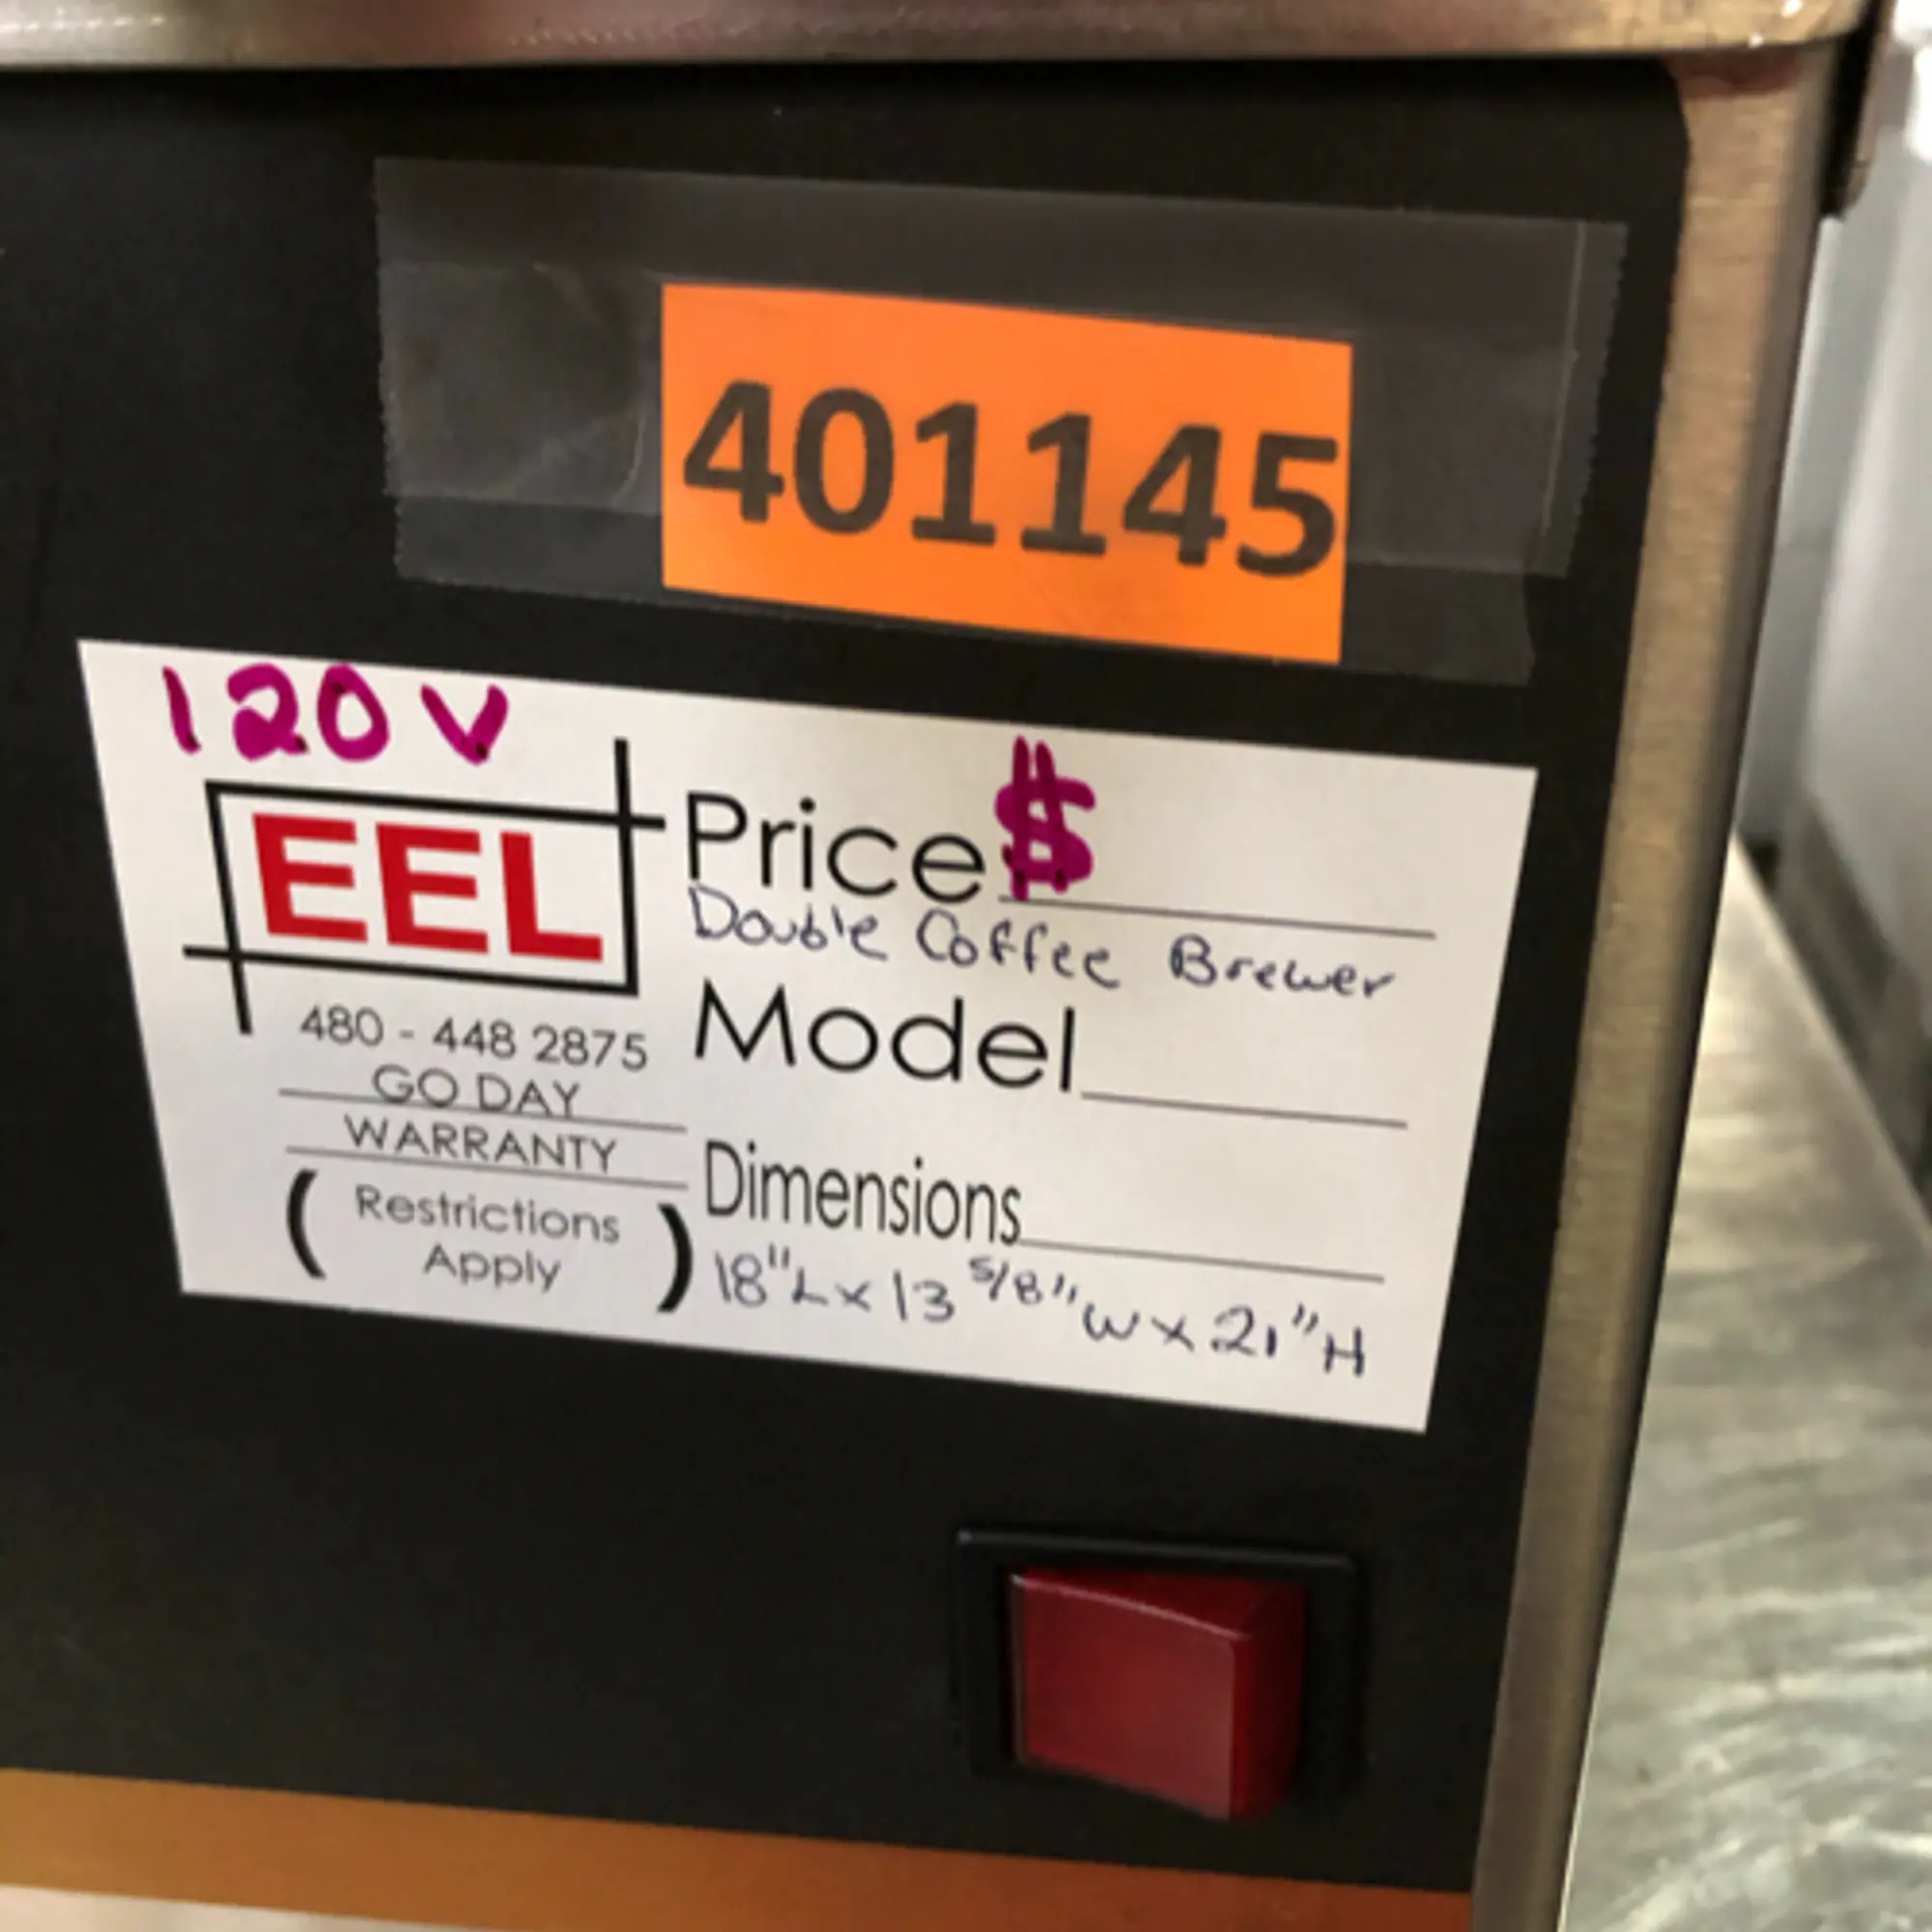 401145
120V
EEL
480 - 448 2875
GO DAY
WARRANTY
( Restrictions
Apply )
Price $
Double Coffee Brewer
Model
Dimensions
18"L x 13 5/8" W x 21" H